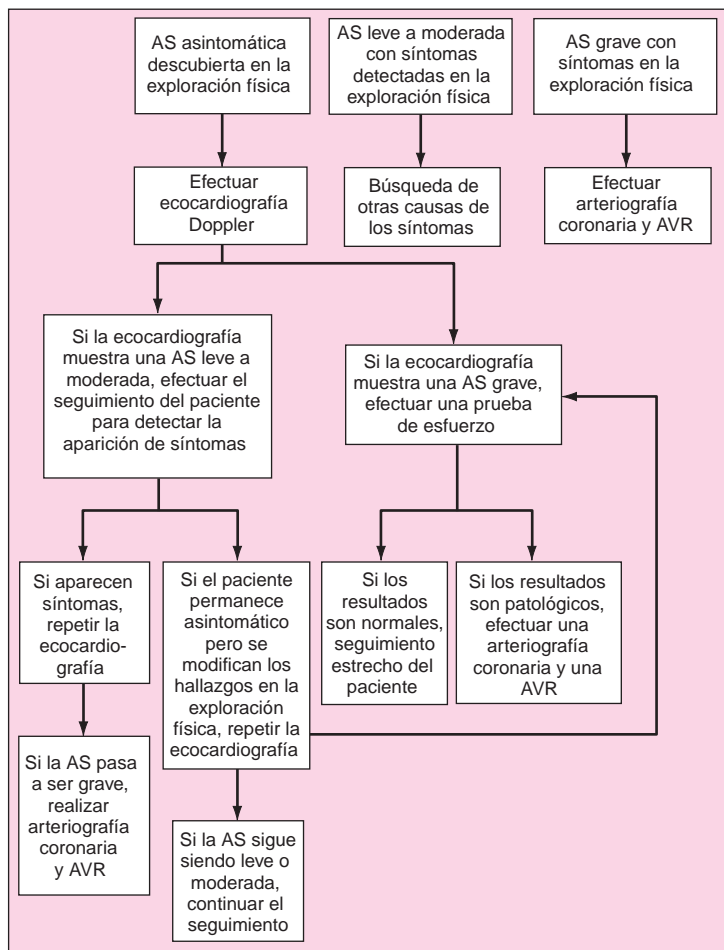 AS asintomática
descubierta en la
exploración física
AS leve a moderada
con síntomas
detectadas en la
exploración física
AS grave con
síntomas en la
exploración física
Efectuar
ecocardiografía
Doppler
Búsqueda de
otras causas de
los síntomas
Efectuar
arteriografía
coronaria y AVR
Si la ecocardiografía
muestra una AS leve a
moderada, efectuar el
seguimiento del paciente
para detectar la
aparición de síntomas
Si la ecocardiografía
muestra una AS grave,
efectuar una prueba
de esfuerzo
Si aparecen
síntomas,
repetir la
ecocardio-
grafía
Si el paciente
permanece
asintomático
pero se
modifican los
hallazgos en la
exploración
física, repetir la
ecocardiografía
Si los
resultados
son normales,
seguimiento
estrecho del
paciente
Si los resultados
son patológicos,
efectuar una
arteriografía
coronaria y una
AVR
Si la AS pasa
a ser grave,
realizar
arteriografía
coronaria
y AVR
Si la AS sigue
siendo leve o
moderada,
continuar el
seguimiento